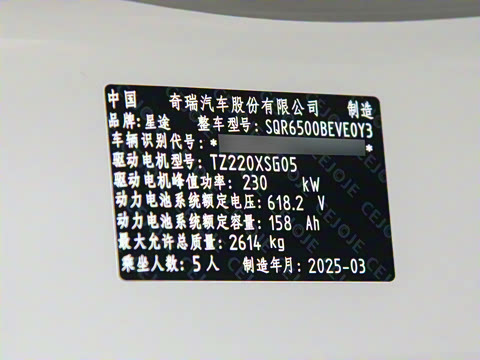 中国 奇瑞汽车股份有限公司 制造
品牌:星途 整车型号:SQR6500BEVE0Y3
车辆识别代号:* *
驱动电机型号:TZ220XSG05
驱动电机峰值功率:230 kW
动力电池系统额定电压:618.2 V
动力电池系统额定容量:158 Ah
最大允许总质量:2614 kg
乘坐人数:5人 制造年月:2025-03